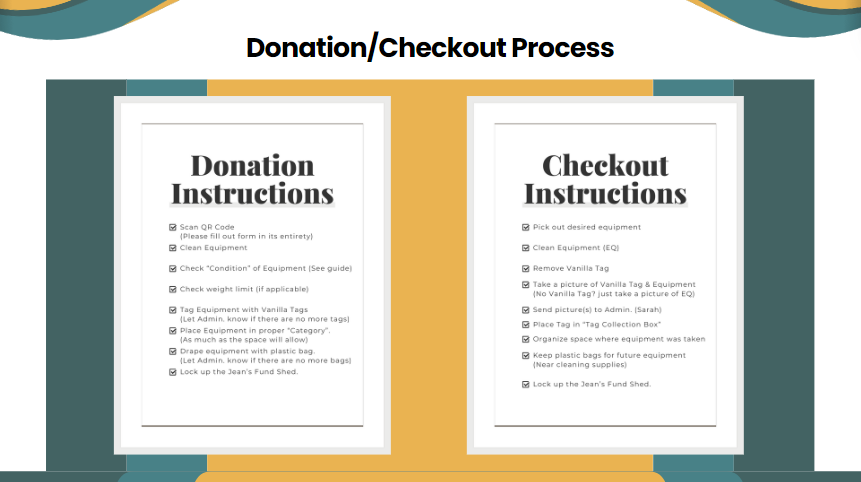 Donation/Checkout Process
Donation
Instructions
Scan QR Code
(Please fill out form in its entirety)
Clean Equipment
Check "Condition" of Equipment (See guide)
Check weight limit (if applicable)
Tag Equipment with Vanilla Tags
(Let Admin. know if there are no more tags)
Place Equipment in proper "Category".
(As much as the space will allow)
Drape equipment with plastic bag.
(Let Admin. know if there are no more bags)
Lock up the Jean's Fund Shed.
Checkout
Instructions
Pick out desired equipment
Clean Equipment (EQ)
Remove Vanilla Tag
Take a picture of Vanilla Tag & Equipment
(No Vanilla Tag? just take a picture of EQ)
Send picture(s) to Admin. (Sarah)
Place Tag in "Tag Collection Box"
Organize space where equipment was taken
Keep plastic bags for future equipment
(Near cleaning supplies)
Lock up the Jean's Fund Shed.